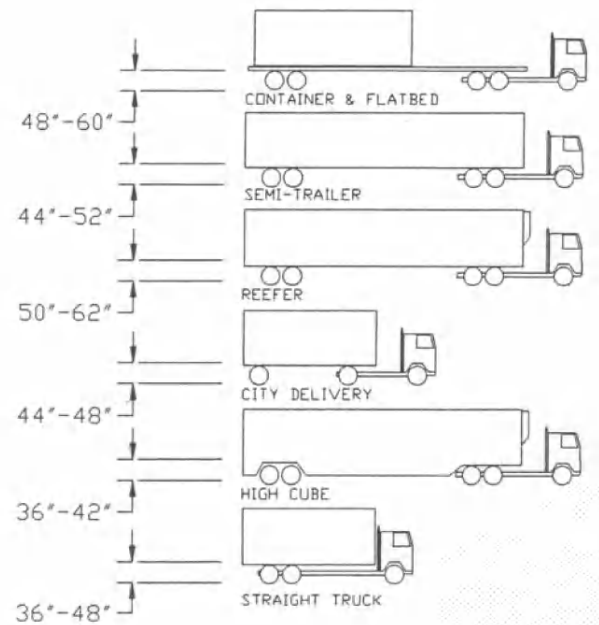 CONTAINER & FLATBED
48"-60"
SEMI-TRAILER
44"-52"
REEFER
50"-62"
CITY DELIVERY
44"-48"
HIGH CUBE
36"-42"
STRAIGHT TRUCK
36"-48"